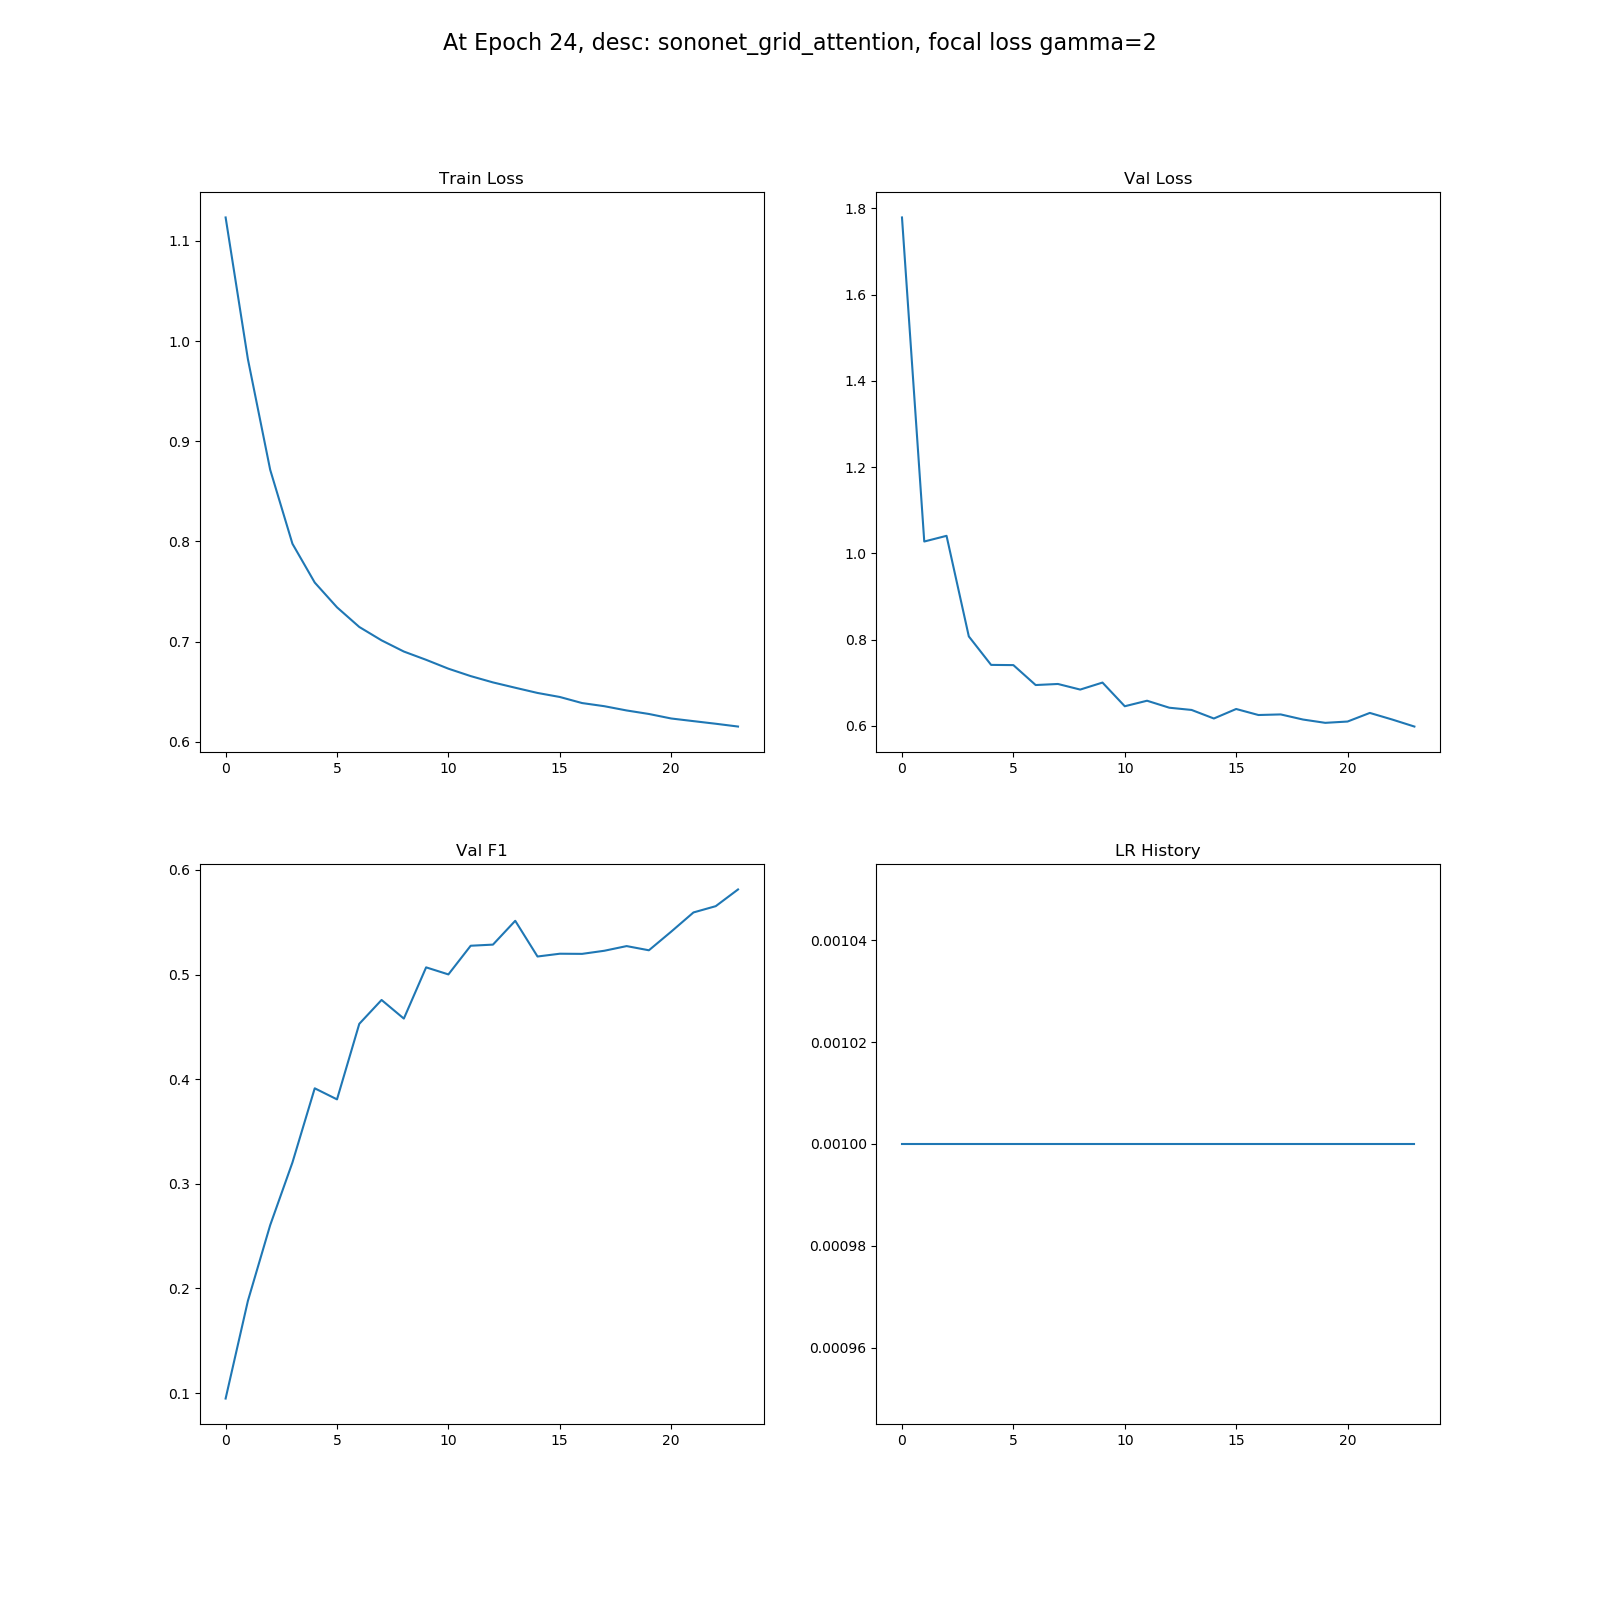 At Epoch 24, desc: sononet_grid_attention, focal loss gamma=2
Train Loss
1.1
1.0
0.9
0.8
0.7
0.6
0 5 10 15 20
Val Loss
1.8
1.6
1.4
1.2
1.0
0.8
0.6
0 5 10 15 20
Val F1
0.6
0.5
0.4
0.3
0.2
0.1
0 5 10 15 20
LR History
0.00104
0.00102
0.00100
0.00098
0.00096
0 5 10 15 20